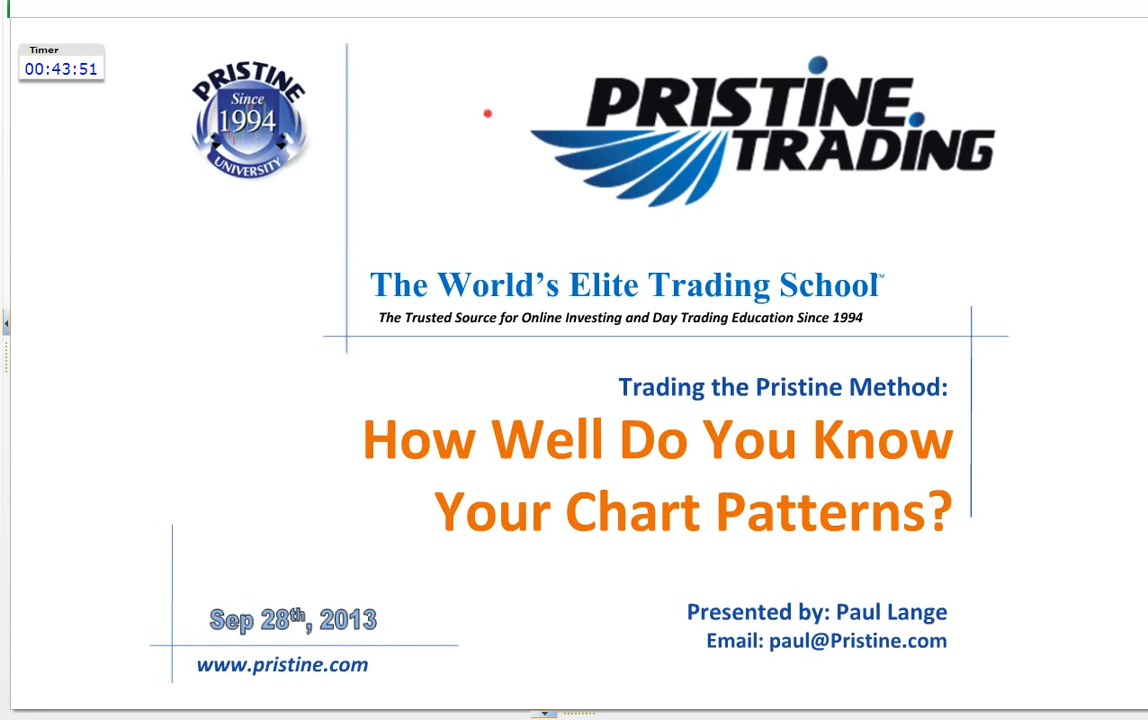 Timer
00:43:51
PRISTINE
Since
1994
UNIVERSITY
PRISTINE
TRADING
The World's Elite Trading School™
The Trusted Source for Online Investing and Day Trading Education Since 1994
Trading the Pristine Method:
How Well Do You Know
Your Chart Patterns?
Sep 28th, 2013
www.pristine.com
Presented by: Paul Lange
Email: paul@Pristine.com